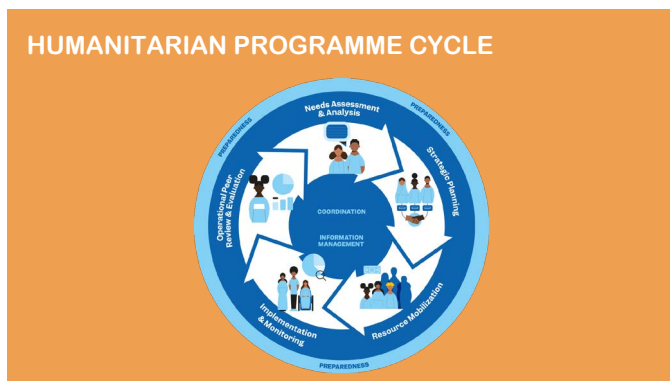 HUMANITARIAN PROGRAMME CYCLE
PREPAREDNESS
PREPAREDNESS
Needs Assessment
& Analysis
Strategic Planning
Operational Peer
Review & Evaluation
COORDINATION
INFORMATION
MANAGEMENT
Implementation
& Monitoring
Resource Mobilization
PREPAREDNESS